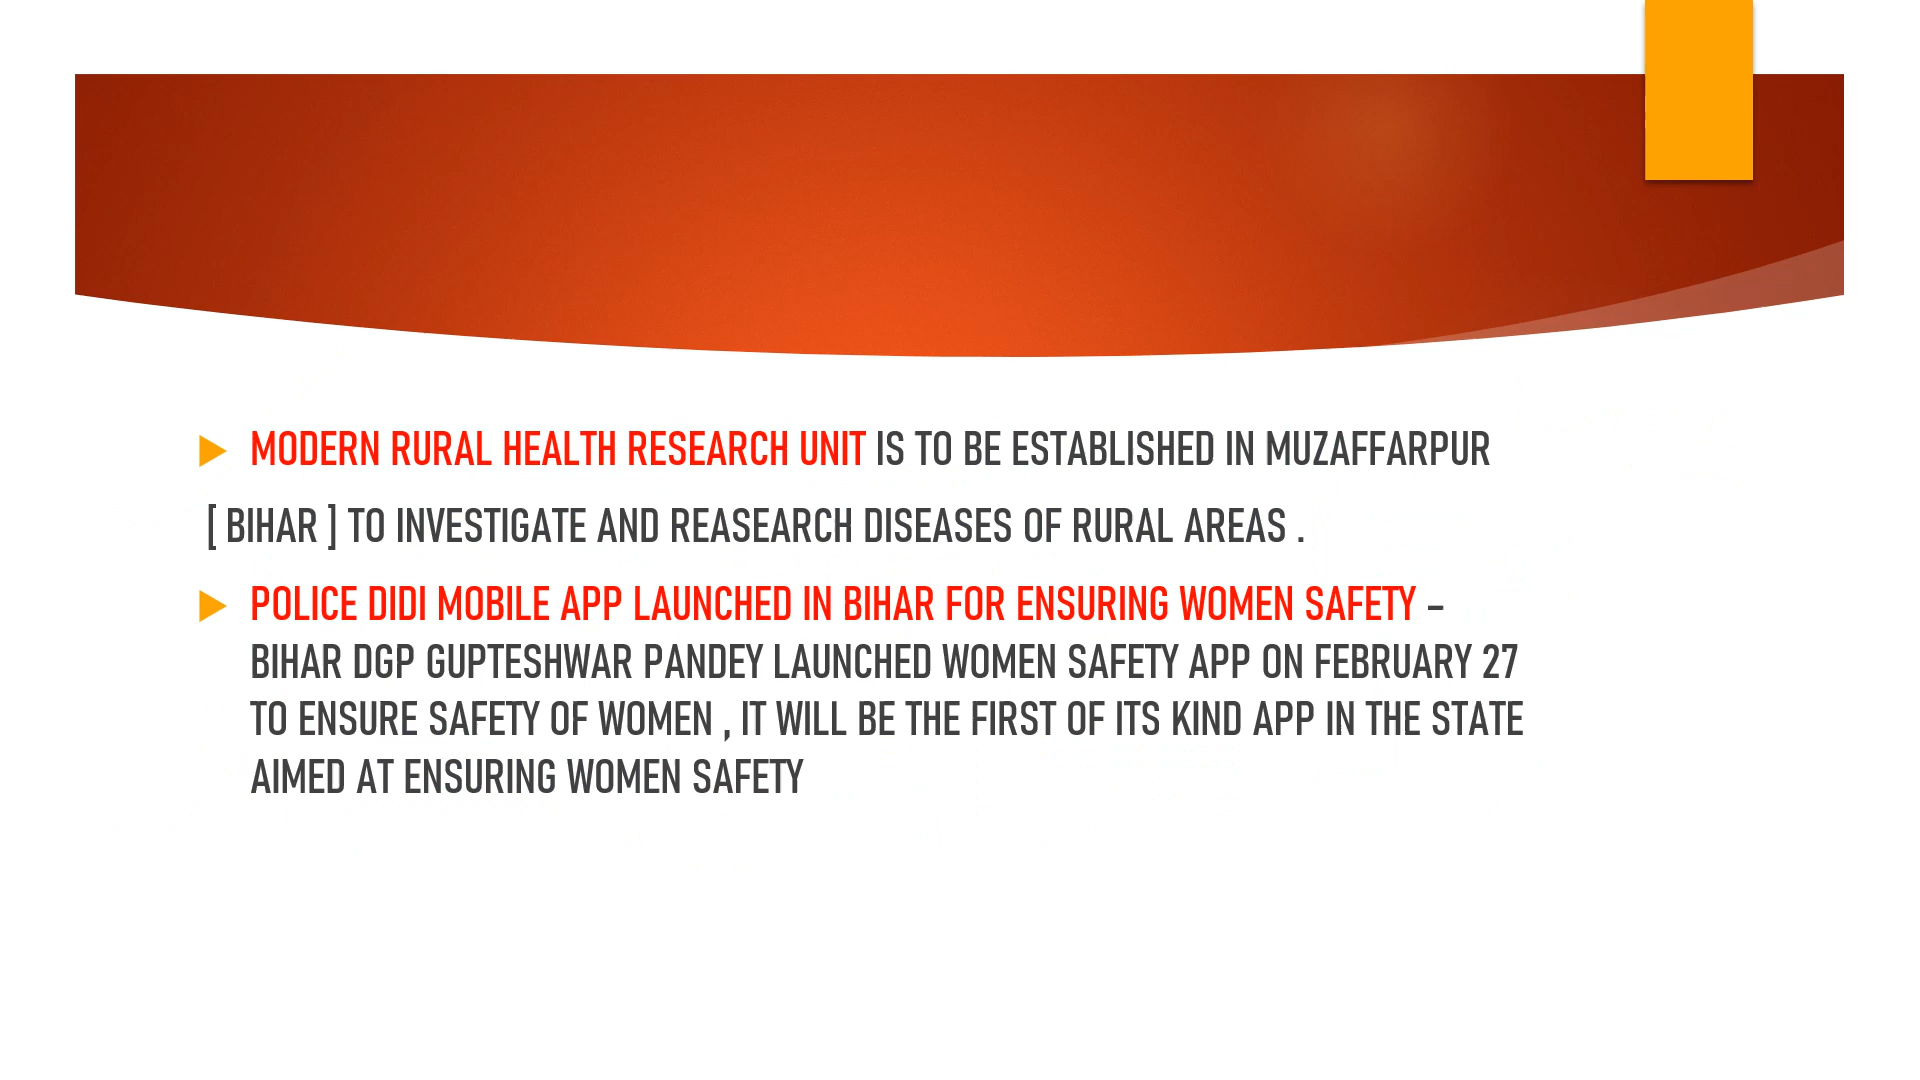 MODERN RURAL HEALTH RESEARCH UNIT IS TO BE ESTABLISHED IN MUZAFFARPUR
[ BIHAR ] TO INVESTIGATE AND REASEARCH DISEASES OF RURAL AREAS .
POLICE DIDI MOBILE APP LAUNCHED IN BIHAR FOR ENSURING WOMEN SAFETY –
BIHAR DGP GUPTESHWAR PANDEY LAUNCHED WOMEN SAFETY APP ON FEBRUARY 27
TO ENSURE SAFETY OF WOMEN , IT WILL BE THE FIRST OF ITS KIND APP IN THE STATE
AIMED AT ENSURING WOMEN SAFETY